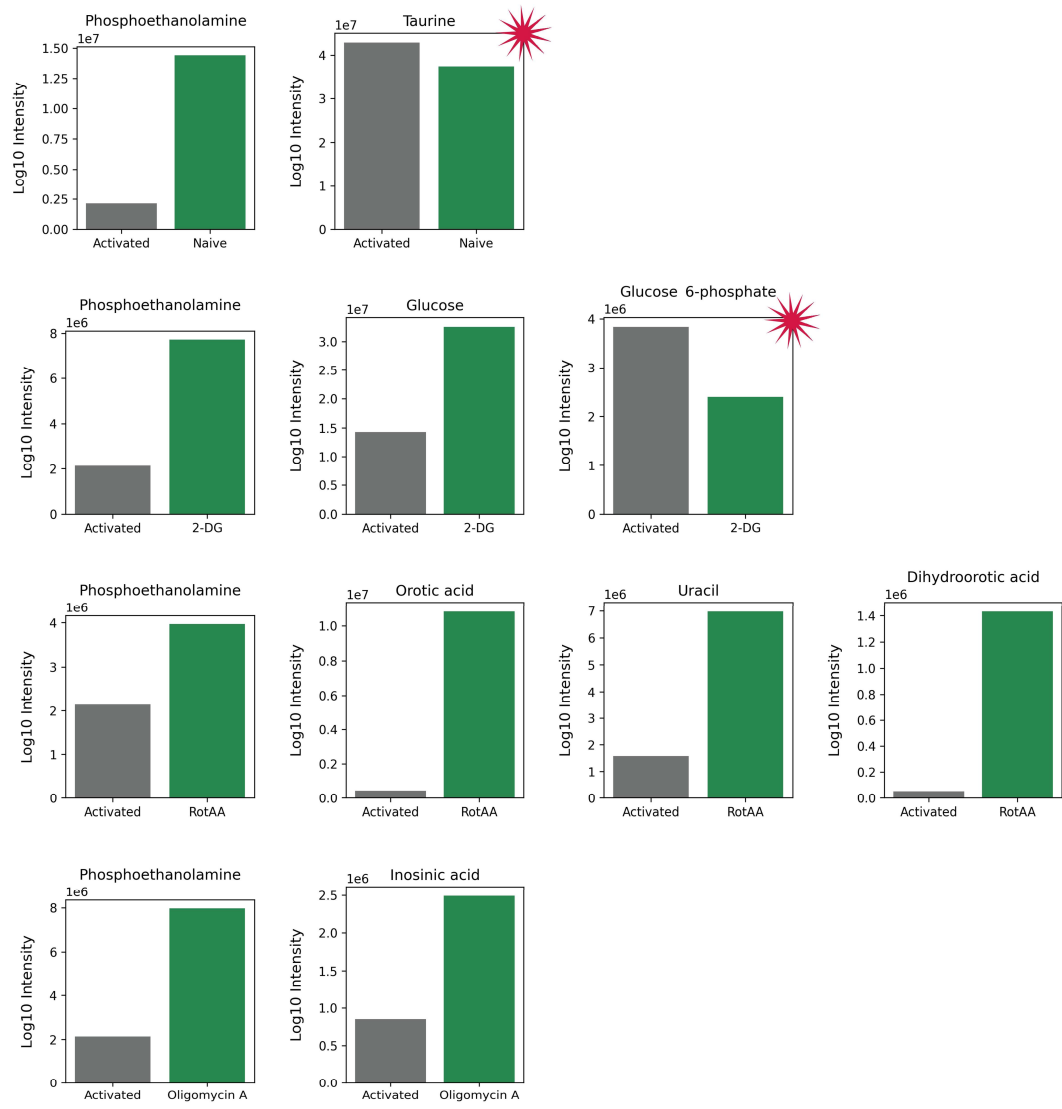 Phosphoethanolamine
1e7
Log10 Intensity
1.50
1.25
1.00
0.75
0.50
0.25
0.00
Activated Naive
Taurine
1e7
Log10 Intensity
4
3
2
1
0
Activated Naive
Phosphoethanolamine
1e6
Log10 Intensity
8
6
4
2
0
Activated 2-DG
Glucose
1e7
Log10 Intensity
3.0
2.5
2.0
1.5
1.0
0.5
0.0
Activated 2-DG
Glucose 6-phosphate
1e6
Log10 Intensity
4
3
2
1
0
Activated 2-DG
Phosphoethanolamine
1e6
Log10 Intensity
4
3
2
1
0
Activated RotAA
Orotic acid
1e7
Log10 Intensity
1.0
0.8
0.6
0.4
0.2
0.0
Activated RotAA
Uracil
1e6
Log10 Intensity
7
6
5
4
3
2
1
0
Activated RotAA
Dihydroorotic acid
1e6
Log10 Intensity
1.4
1.2
1.0
0.8
0.6
0.4
0.2
0.0
Activated RotAA
Phosphoethanolamine
1e6
Log10 Intensity
8
6
4
2
0
Activated Oligomycin A
Inosinic acid
1e6
Log10 Intensity
2.5
2.0
1.5
1.0
0.5
0.0
Activated Oligomycin A